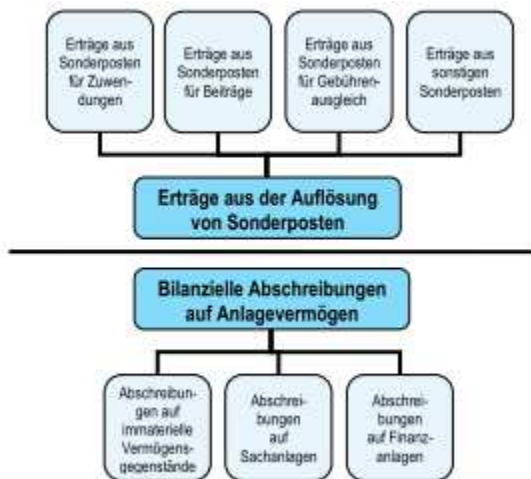 Erträge aus
Sonderposten
für Zuwen-
dungen
Erträge aus
Sonderposten
für Beiträge
Erträge aus
Sonderposten
für Gebühren-
ausgleich
Erträge aus
sonstigen
Sonderposten
Erträge aus der Auflösung
von Sonderposten
Bilanzielle Abschreibungen
auf Anlagevermögen
Abschreibun-
gen auf
immaterielle
Vermögens-
gegenstände
Abschrei-
bungen
auf
Sachanlagen
Abschrei-
bungen
auf Finanz-
anlagen